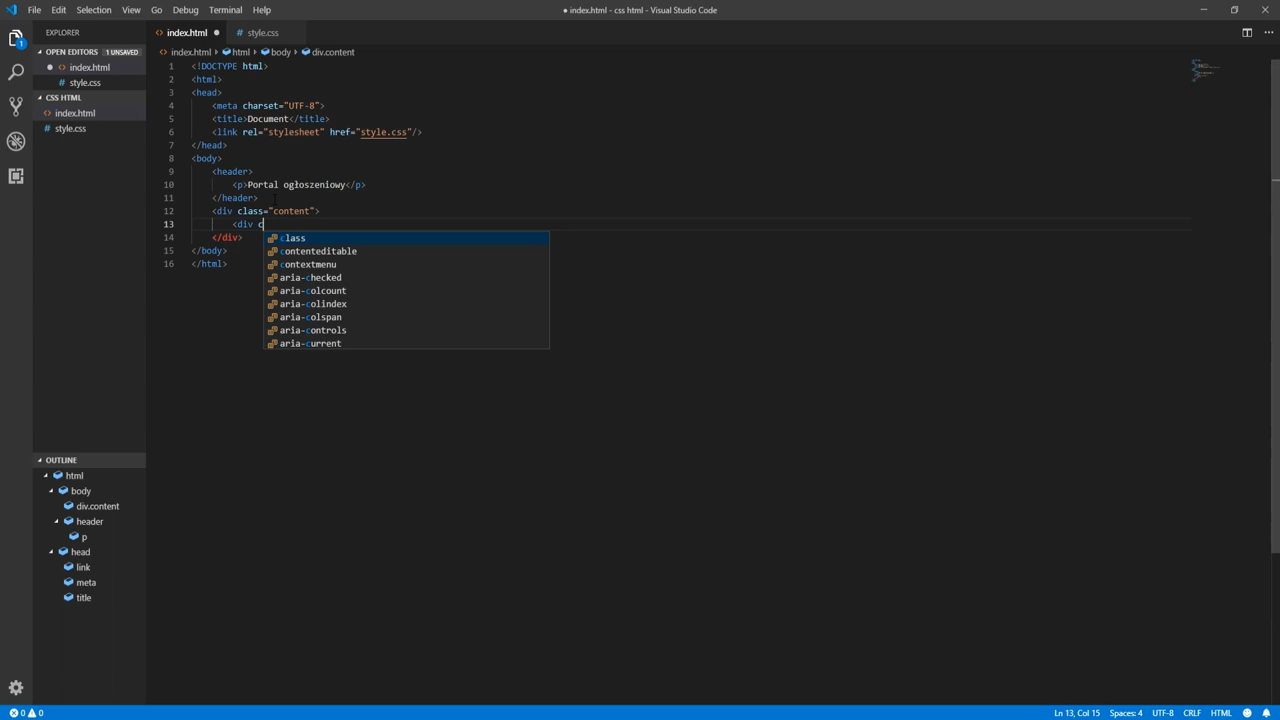 File Edit Selection View Go Debug Terminal Help
● index.html - css html - Visual Studio Code
EXPLORER
OPEN EDITORS 1 UNSAVED
index.html
style.css
CSS HTML
index.html
style.css
1
OUTLINE
html
body
div.content
header
p
head
link
meta
title
index.html ● style.css
index.html › html › body › div.content
1 <!DOCTYPE html>
2 <html>
3 <head>
4 <meta charset="UTF-8">
5 <title>Document</title>
6 <link rel="stylesheet" href="style.css"/>
7 </head>
8 <body>
9 <header>
10 <p>Portal ogłoszeniowy</p>
11 </header>
12 <div class="content">
13 <div c
14 </div>
15 </body>
16 </html>
class
contenteditable
contextmenu
aria-checked
aria-colcount
aria-colindex
aria-colspan
aria-controls
aria-current
0 0
Ln 13, Col 15 Spaces: 4 UTF-8 CRLF HTML